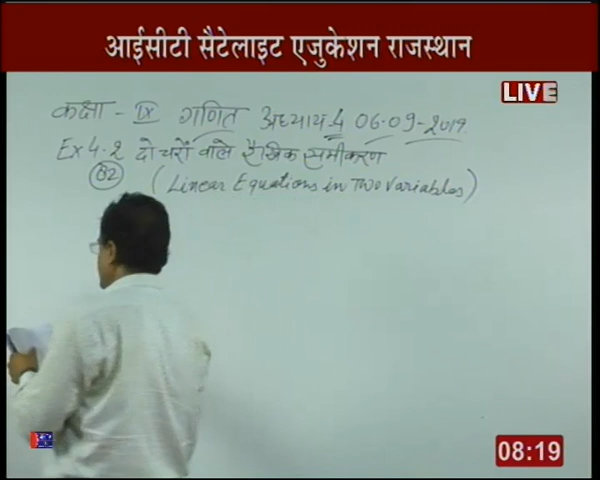 आईसीटी सैटेलाइट एजुकेशन राजस्थान
LIVE
कक्षा - IX गणित अध्याय-4 06-09-2019
Ex 4.2 दो चरों वाले रैखिक समीकरण
82 (Linear Equations in Two Variables)
08:19